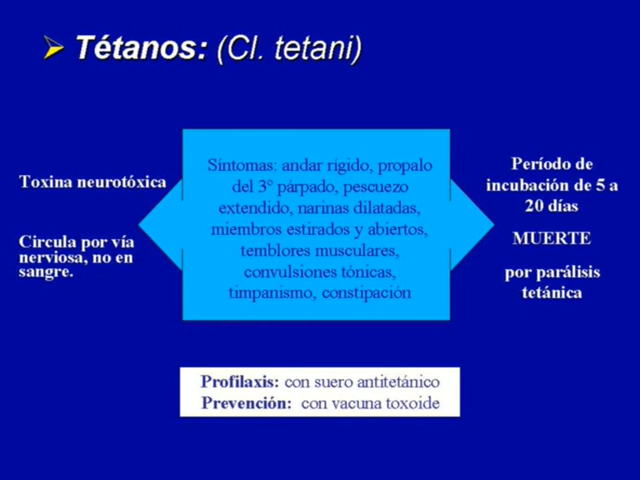 Tétanos: (Cl. tetani)
Toxina neurotóxica
Circula por vía
nerviosa, no en
sangre.
Síntomas: andar rígido, propalo
del 3º párpado, pescuezo
extendido, narinas dilatadas,
miembros estirados y abiertos,
temblores musculares,
convulsiones tónicas,
timpanismo, constipación
Período de
incubación de 5 a
20 días
MUERTE
por parálisis
tetánica
Profilaxis: con suero antitetánico
Prevención: con vacuna toxoide